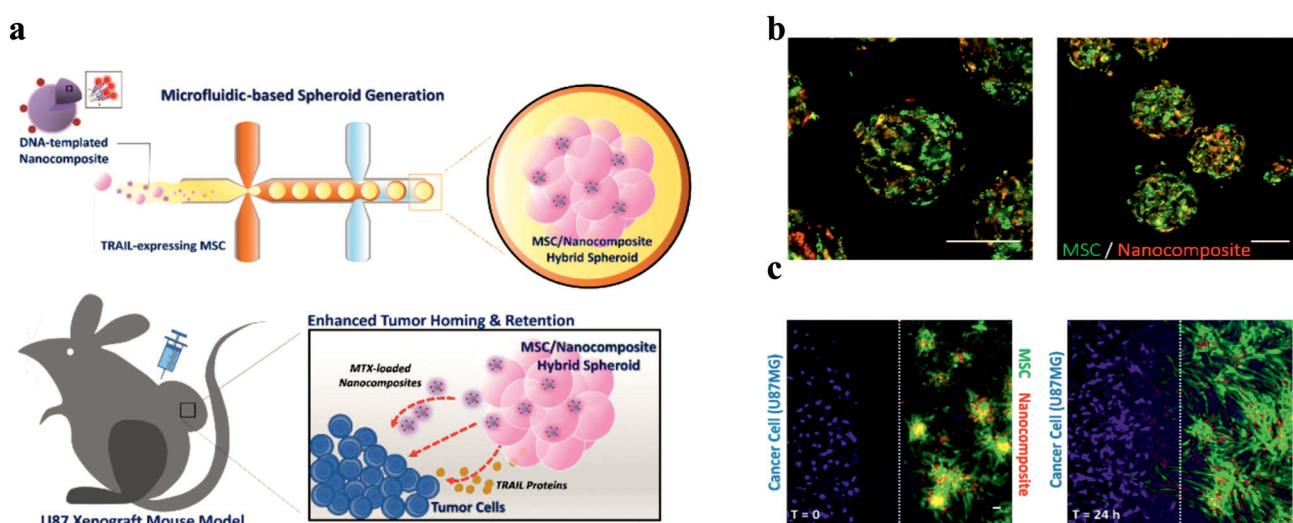 a
Microfluidic-based Spheroid Generation
DNA-templated
Nanocomposite
TRAIL-expressing MSC
MSC/Nanocomposite
Hybrid Spheroid
Enhanced Tumor Homing & Retention
MTX-loaded
Nanocomposites
MSC/Nanocomposite
Hybrid Spheroid
TRAIL Proteins
Tumor Cells
U87 Xenograft Mouse Model
b
MSC / Nanocomposite
c
Cancer Cell (U87MG)
T = 0
MSC Nanocomposite
Cancer Cell (U87MG)
T = 24 h
MSC Nanocomposite